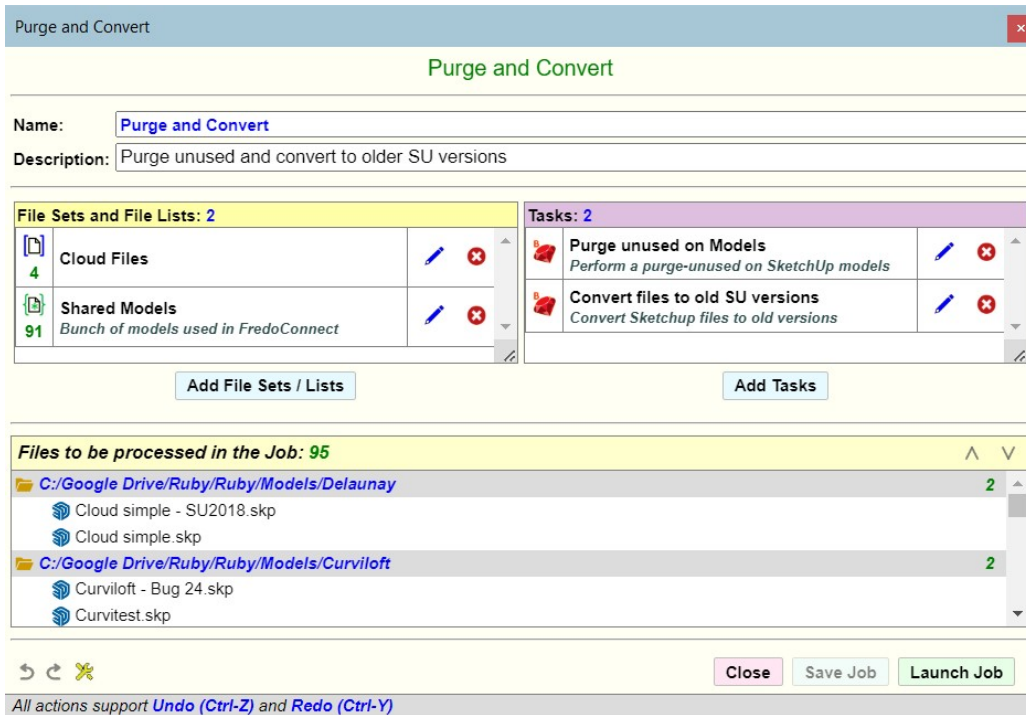 Purge and Convert
Purge and Convert
Name: Purge and Convert
Description: Purge unused and convert to older SU versions
File Sets and File Lists: 2
4 Cloud Files
91 Shared Models
Bunch of models used in FredoConnect
Add File Sets / Lists
Tasks: 2
B Purge unused on Models
Perform a purge-unused on SketchUp models
B Convert files to old SU versions
Convert Sketchup files to old versions
Add Tasks
Files to be processed in the Job: 95
C:/Google Drive/Ruby/Ruby/Models/Delaunay 2
Cloud simple - SU2018.skp
Cloud simple.skp
C:/Google Drive/Ruby/Ruby/Models/Curviloft 2
Curviloft - Bug 24.skp
Curvitest.skp
Close Save Job Launch Job
All actions support Undo (Ctrl-Z) and Redo (Ctrl-Y)